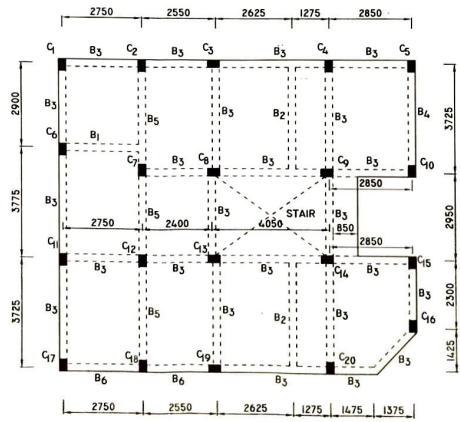 2750 2550 2625 1275 2850
C1 C2 C3 C4 C5
B3 B3 B3 B3
2900 B3 B5 B3 B2 B3 B4 3725
C6 B1
C7 B3 C8 B3 C9 B3 C10
2850
3775 B3 B5 B3 STAIR B3 2950
2750 2400 4050 850
2850
C11 C12 C13 C14 C15
B3 B3 B3 B3
3725 B3 B5 B3 B2 B3 B3 2300
C16
B3 1425
C17 C18 C19 C20
B6 B6 B3 B3
2750 2550 2625 1275 1475 1375